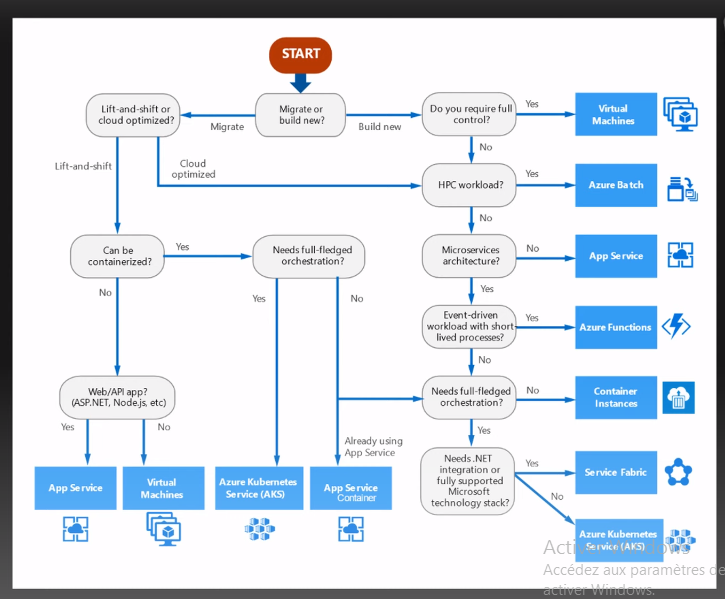 START
Lift-and-shift or
cloud optimized?
Migrate or
build new?
Do you require full
control?
Yes
Virtual
Machines
Migrate
Build new
No
Lift-and-shift
Cloud
optimized
HPC workload?
Yes
Azure Batch
No
Can be
containerized?
Yes
Needs full-fledged
orchestration?
Microservices
architecture?
No
App Service
Yes
No
Yes
No
Event-driven
workload with short
lived processes?
Yes
Azure Functions
No
Web/API app?
(ASP.NET, Node.js, etc)
Needs full-fledged
orchestration?
No
Container
Instances
Yes
No
Already using
App Service
Yes
App Service
Virtual
Machines
Azure Kubernetes
Service (AKS)
App Service
Container
Needs .NET
integration or
fully supported
Microsoft
technology stack?
Yes
Service Fabric
No
Azure Kubernetes
Service (AKS)
Accédez aux paramètres de
activer Windows.